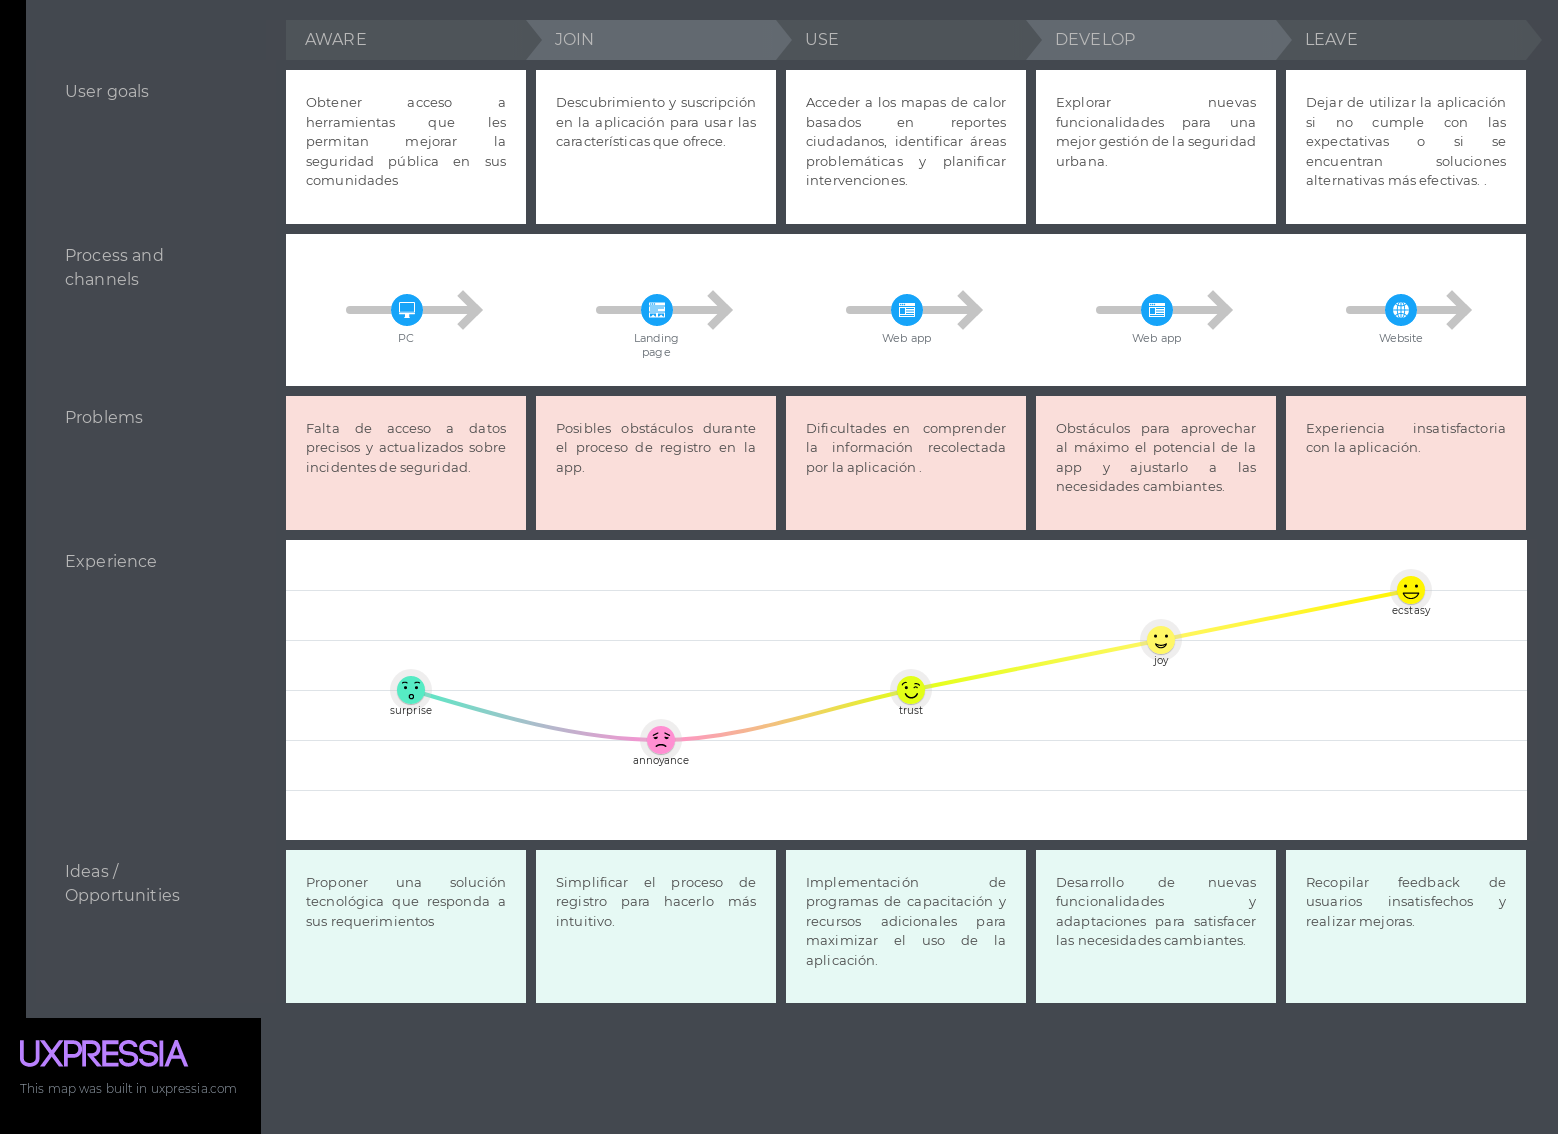 AWARE
JOIN
USE
DEVELOP
LEAVE
User goals
Obtener acceso a
herramientas que les
permitan mejorar la
seguridad pública en sus
comunidades
Descubrimiento y suscripción
en la aplicación para usar las
características que ofrece.
Acceder a los mapas de calor
basados en reportes
ciudadanos, identificar áreas
problemáticas y planificar
intervenciones.
Explorar nuevas
funcionalidades para una
mejor gestión de la seguridad
urbana.
Dejar de utilizar la aplicación
si no cumple con las
expectativas o si se
encuentran soluciones
alternativas más efectivas. .
Process and
channels
PC
Landing
page
Web app
Web app
Website
Problems
Falta de acceso a datos
precisos y actualizados sobre
incidentes de seguridad.
Posibles obstáculos durante
el proceso de registro en la
app.
Dificultades en comprender
la información recolectada
por la aplicación .
Obstáculos para aprovechar
al máximo el potencial de la
app y ajustarlo a las
necesidades cambiantes.
Experiencia insatisfactoria
con la aplicación.
Experience
surprise
annoyance
trust
joy
ecstasy
Ideas /
Opportunities
Proponer una solución
tecnológica que responda a
sus requerimientos
Simplificar el proceso de
registro para hacerlo más
intuitivo.
Implementación de
programas de capacitación y
recursos adicionales para
maximizar el uso de la
aplicación.
Desarrollo de nuevas
funcionalidades y
adaptaciones para satisfacer
las necesidades cambiantes.
Recopilar feedback de
usuarios insatisfechos y
realizar mejoras.
UXPRESSIA
This map was built in uxpressia.com